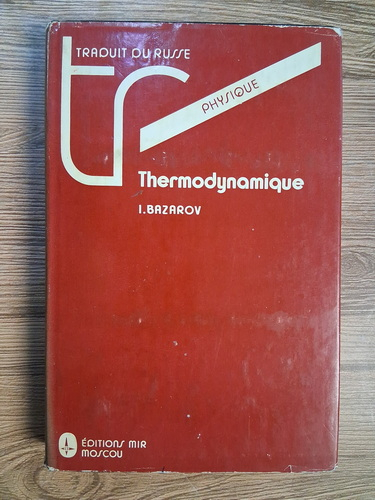 TRADUIT DU RUSSE
tr
PHYSIQUE
Thermodynamique
I.BAZAROV
ÉDITIONS MIR
MOSCOU